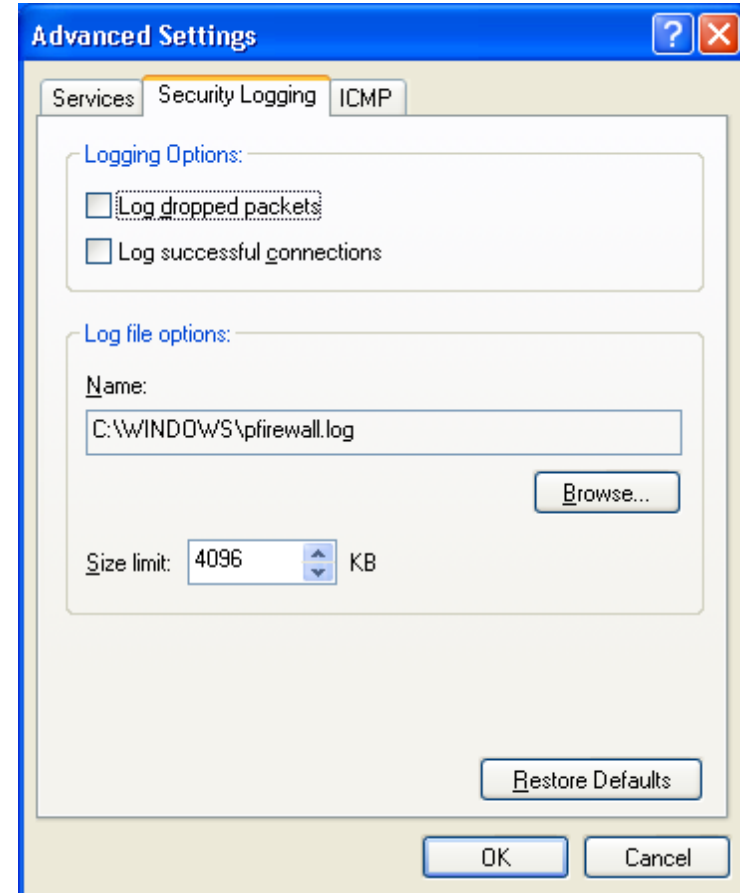 Advanced Settings
Services Security Logging ICMP
Logging Options:
Log dropped packets
Log successful connections
Log file options:
Name:
C:\WINDOWS\pfirewall.log
Browse...
Size limit: 4096 KB
Restore Defaults
OK Cancel